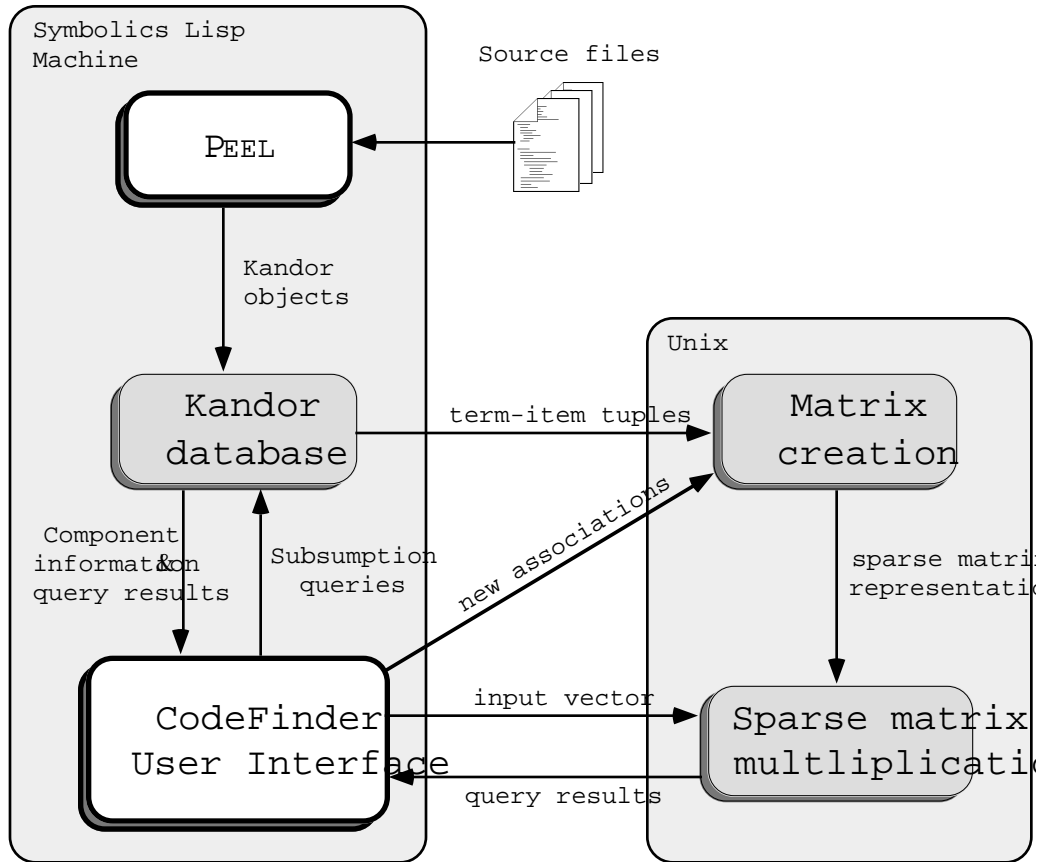 Symbolics Lisp
Machine
Source files
PEEL
Kandor
objects
Unix
Kandor
database
term-item tuples
Matrix
creation
Component
information &
query results
Subsumption
queries
new associations
sparse matri
representatio
CodeFinder
User Interface
input vector
query results
Sparse matrix
multliplicatio